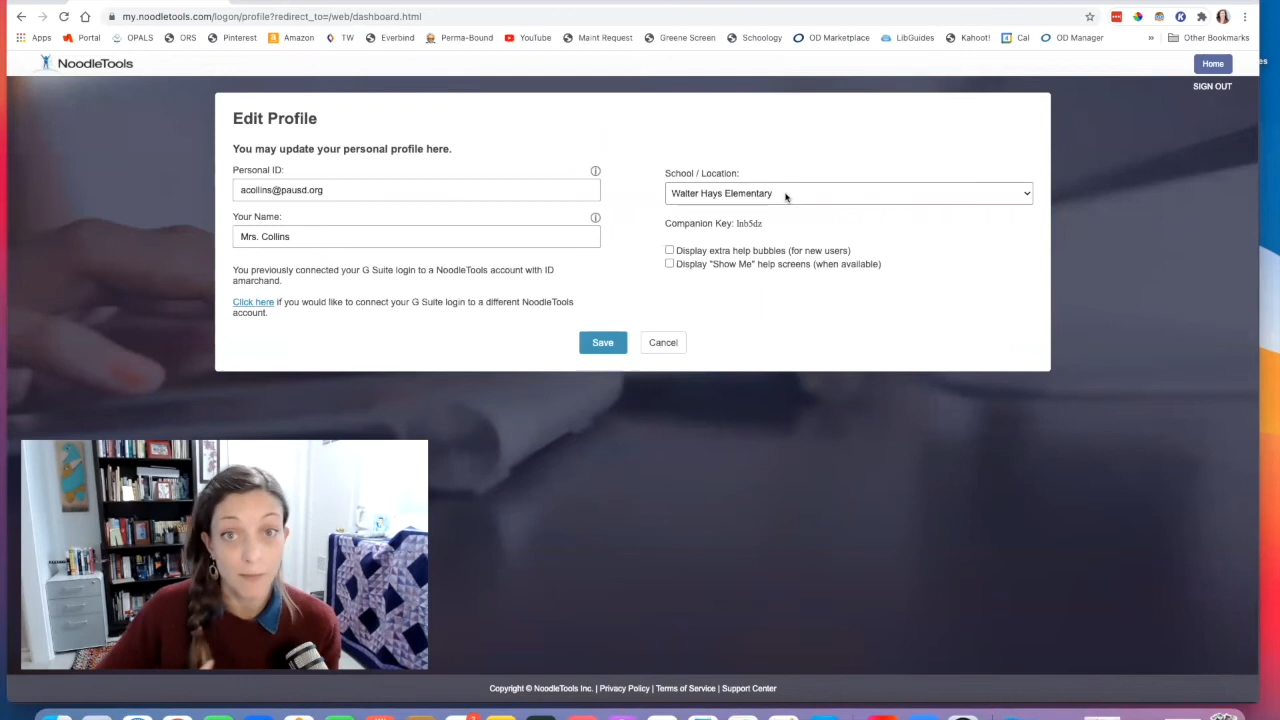 my.noodletools.com/logon/profile?redirect_to=/web/dashboard.html
Apps Portal OPALS ORS Pinterest Amazon TW Everbind Perma-Bound YouTube Maint Request Greene Screen Schoology OD Marketplace LibGuides Kahoot! Cal OD Manager » Other Bookmarks
NoodleTools
Home
SIGN OUT
Edit Profile
You may update your personal profile here.
Personal ID:
acollins@pausd.org
Your Name:
Mrs. Collins
You previously connected your G Suite login to a NoodleTools account with ID
amarchand.
Click here if you would like to connect your G Suite login to a different NoodleTools
account.
School / Location:
Walter Hays Elementary
Companion Key: lnb5dz
Display extra help bubbles (for new users)
Display "Show Me" help screens (when available)
Save Cancel
Copyright © NoodleTools Inc. | Privacy Policy | Terms of Service | Support Center